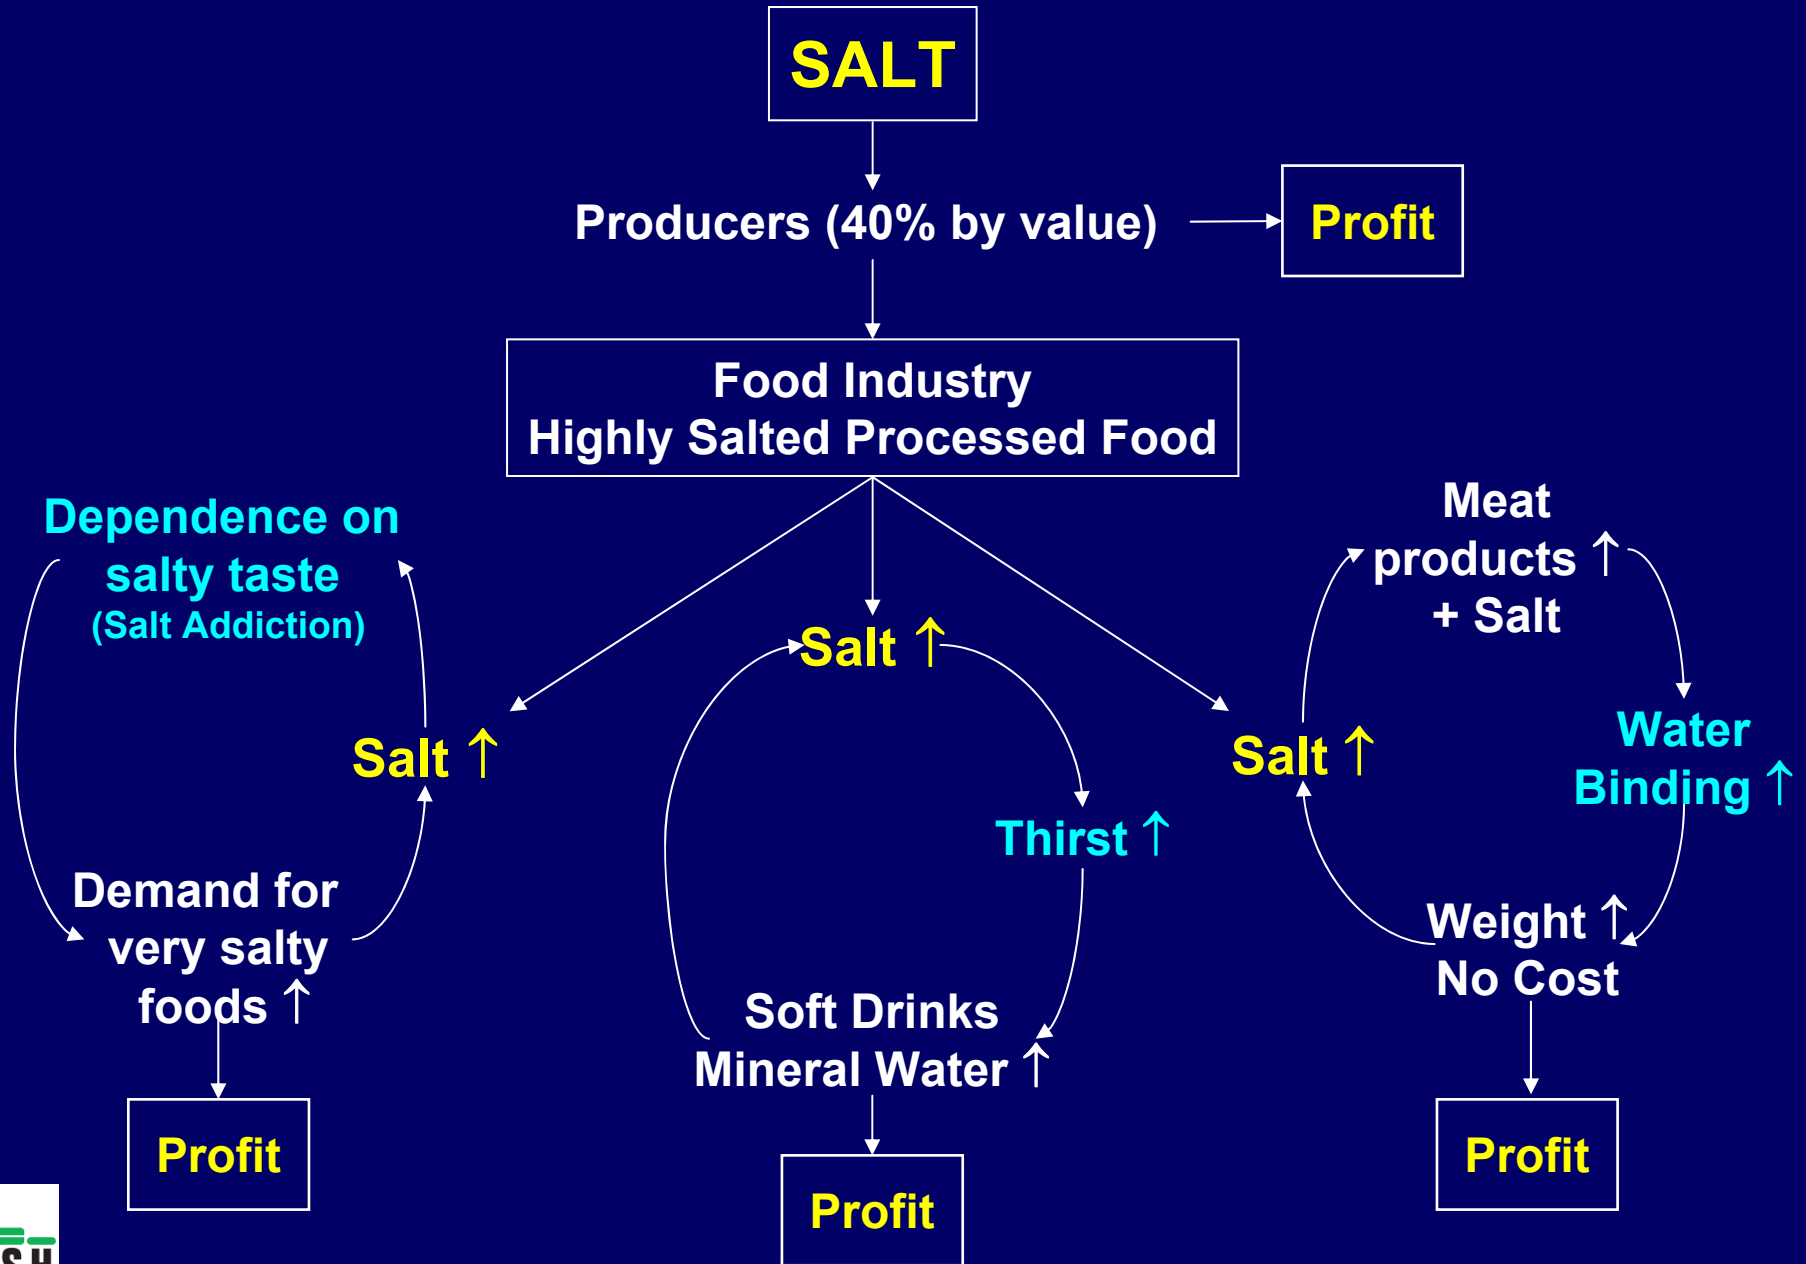 SALT
Producers (40% by value)
Profit
Food Industry
Highly Salted Processed Food
Dependence on
salty taste
(Salt Addiction)
Salt ↑
Demand for
very salty
foods ↑
Profit
Salt ↑
Thirst ↑
Soft Drinks
Mineral Water ↑
Profit
Meat
products ↑
+ Salt
Salt ↑
Water
Binding ↑
Weight ↑
No Cost
Profit
SH